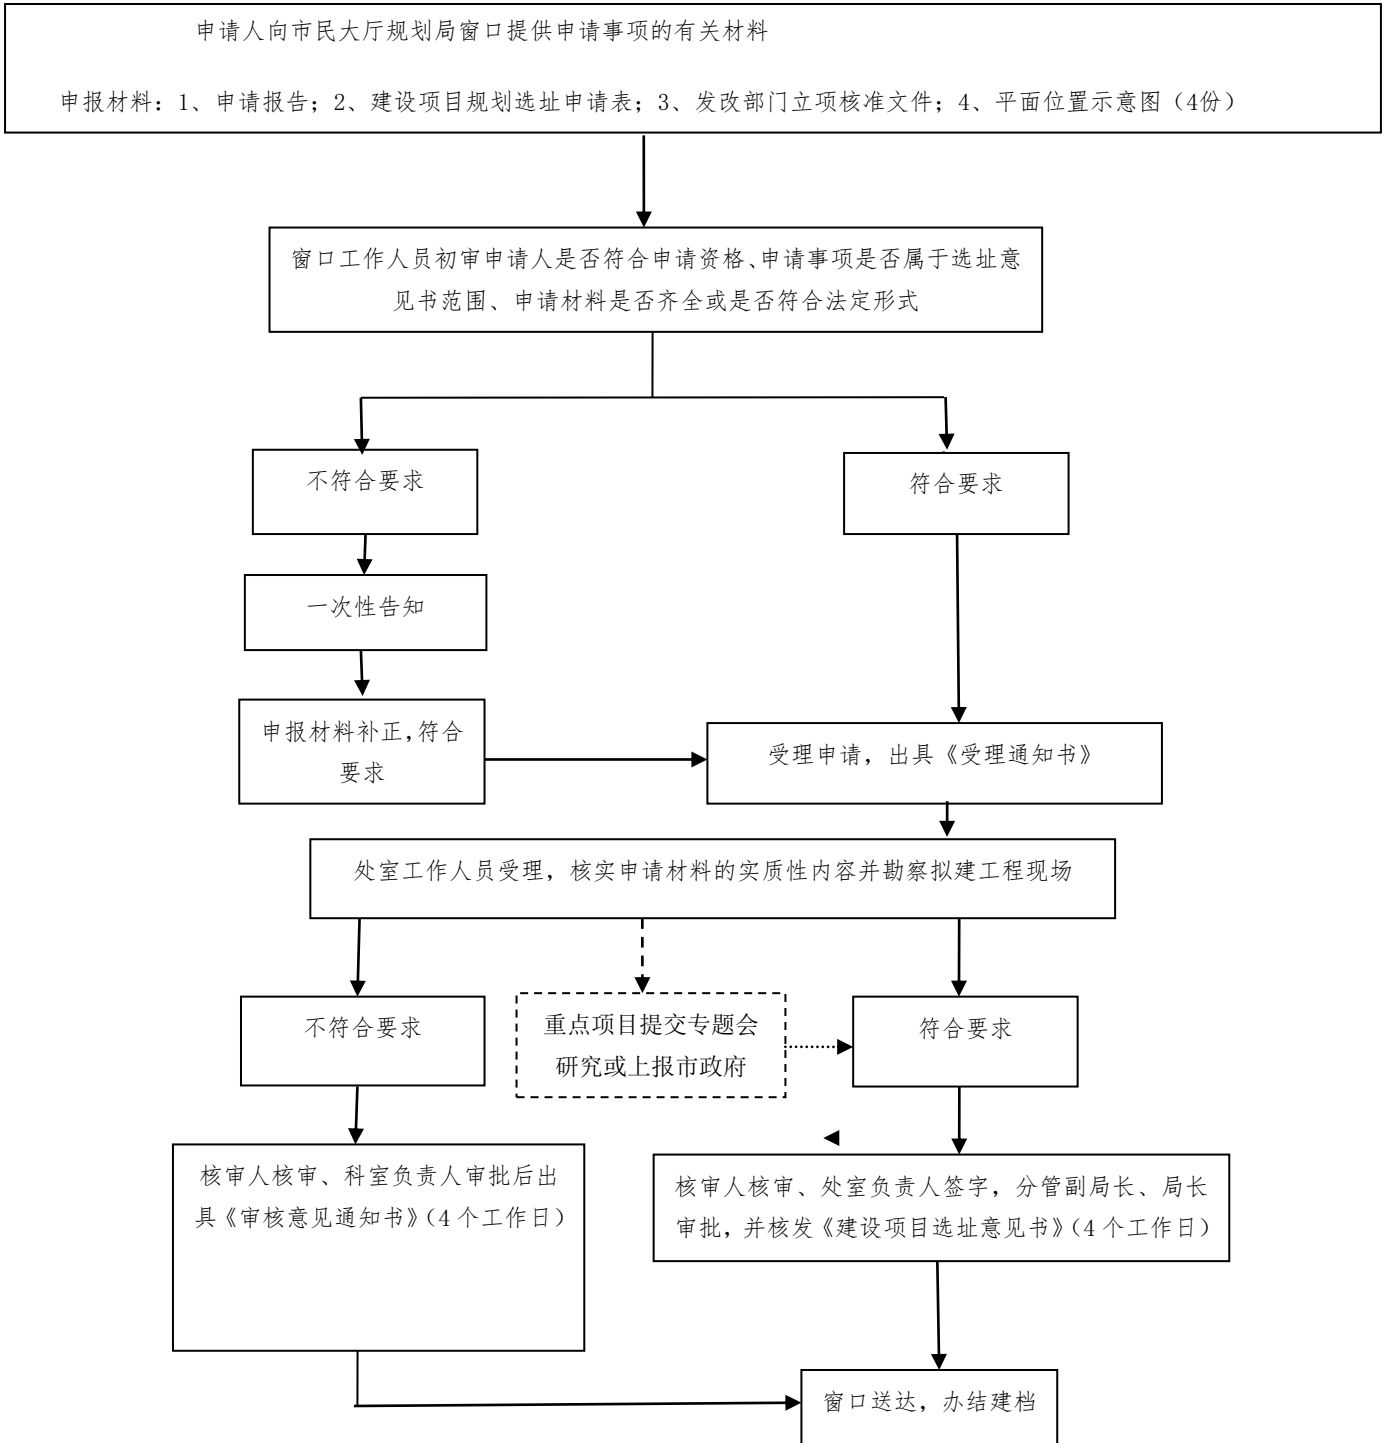 申请人向市民大厅规划局窗口提供申请事项的有关材料
申报材料：1、申请报告；2、建设项目规划选址申请表；3、发改部门立项核准文件；4、平面位置示意图（4份）
窗口工作人员初审申请人是否符合申请资格、申请事项是否属于选址意
见书范围、申请材料是否齐全或是否符合法定形式
不符合要求
符合要求
一次性告知
申报材料补正，符合
要求
受理申请，出具《受理通知书》
处室工作人员受理，核实申请材料的实质性内容并勘察拟建工程现场
不符合要求
重点项目提交专题会
研究或上报市政府
符合要求
核审人核审、科室负责人审批后出
具《审核意见通知书》（4个工作日）
核审人核审、处室负责人签字，分管副局长、局长
审批，并核发《建设项目选址意见书》（4个工作日）
窗口送达，办结建档